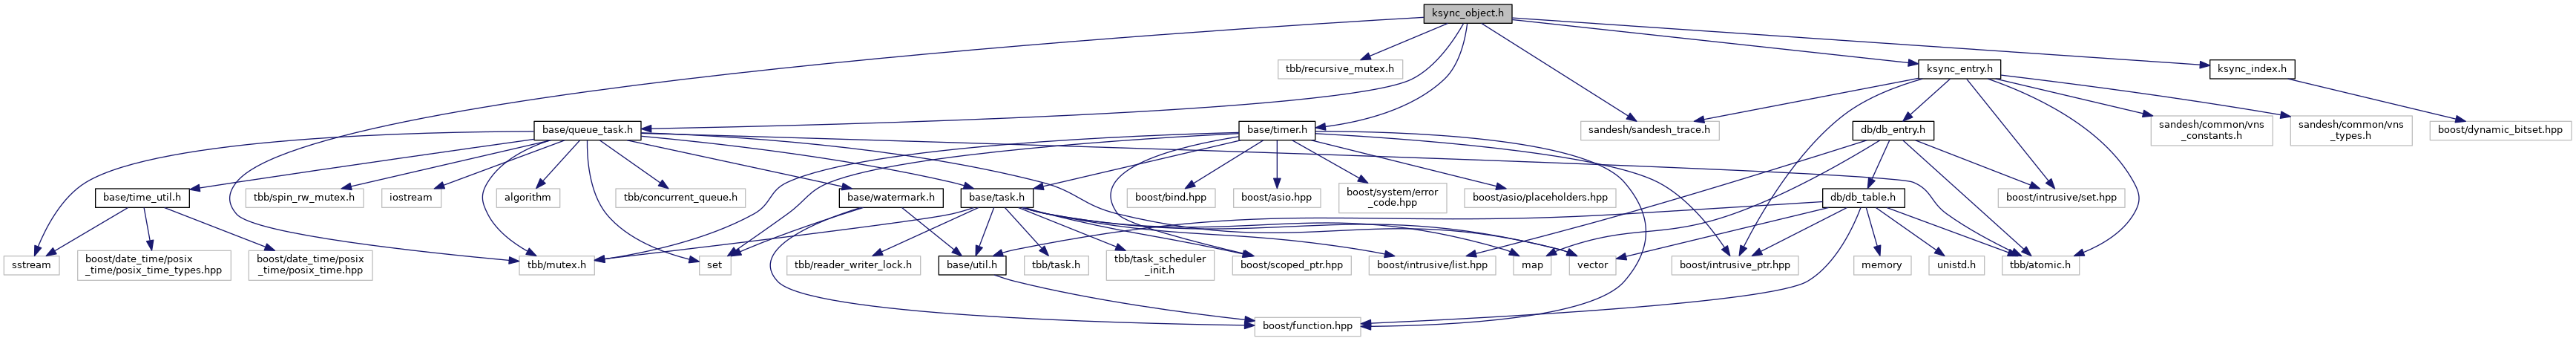 ksync_object.h
tbb/recursive_mutex.h
ksync_entry.h
ksync_index.h
base/queue_task.h
base/timer.h
sandesh/sandesh_trace.h
db/db_entry.h
sandesh/common/vns
_constants.h
sandesh/common/vns
_types.h
boost/dynamic_bitset.hpp
base/time_util.h
tbb/spin_rw_mutex.h
iostream
algorithm
tbb/concurrent_queue.h
base/watermark.h
base/task.h
boost/bind.hpp
boost/asio.hpp
boost/system/error
_code.hpp
boost/asio/placeholders.hpp
db/db_table.h
boost/intrusive/set.hpp
sstream
boost/date_time/posix
_time/posix_time_types.hpp
boost/date_time/posix
_time/posix_time.hpp
tbb/mutex.h
set
tbb/reader_writer_lock.h
base/util.h
tbb/task.h
tbb/task_scheduler
_init.h
boost/scoped_ptr.hpp
boost/intrusive/list.hpp
map
vector
boost/intrusive_ptr.hpp
memory
unistd.h
tbb/atomic.h
boost/function.hpp